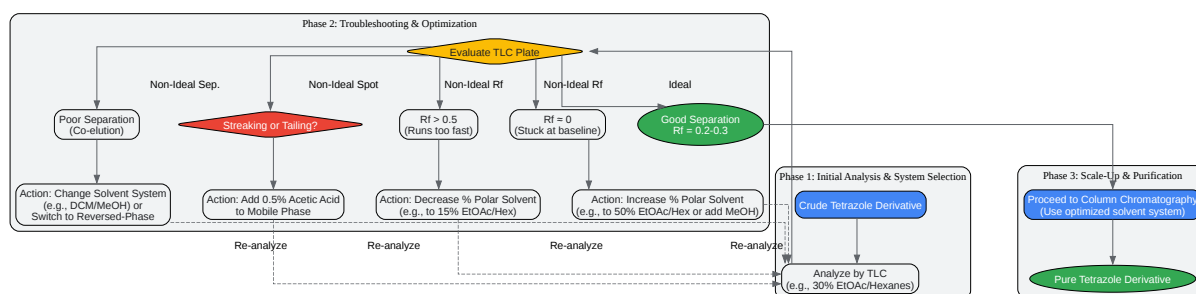 Phase 2: Troubleshooting & Optimization
Evaluate TLC Plate
Non-Ideal Sep.
Non-Ideal Spot
Non-Ideal Rf
Non-Ideal Rf
Ideal
Poor Separation
(Co-elution)
Streaking or Tailing?
Rf > 0.5
(Runs too fast)
Rf = 0
(Stuck at baseline)
Good Separation
Rf = 0.2-0.3
Action: Change Solvent System
(e.g., DCM/MeOH) or
Switch to Reversed-Phase
Action: Add 0.5% Acetic Acid
to Mobile Phase
Action: Decrease % Polar Solvent
(e.g., to 15% EtOAc/Hex)
Action: Increase % Polar Solvent
(e.g., to 50% EtOAc/Hex or add MeOH)
Re-analyze
Re-analyze
Re-analyze
Re-analyze
Phase 1: Initial Analysis & System Selection
Crude Tetrazole Derivative
Analyze by TLC
(e.g., 30% EtOAc/Hexanes)
Phase 3: Scale-Up & Purification
Proceed to Column Chromatography
(Use optimized solvent system)
Pure Tetrazole Derivative